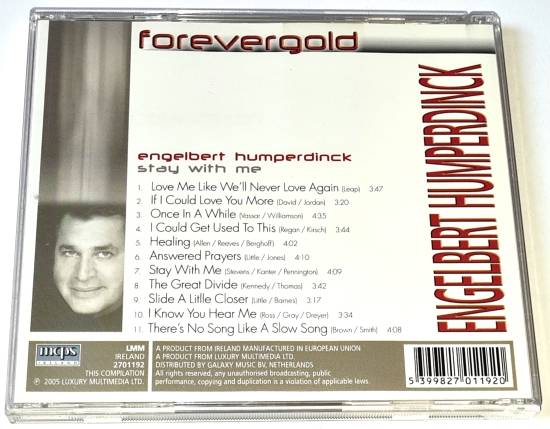 forevergold
ENGELBERT HUMPERDINCK
engelbert humperdinck
stay with me
1. Love Me Like We'll Never Love Again (Leap) 3:47
2. If I Could Love You More (David / Jordan) 3:20
3. Once In A While (Vassar / Williamson) 4:35
4. I Could Get Used To This (Regan / Kirsch) 3:44
5. Healing (Allen / Reeves / Berghoff) 4:02
6. Answered Prayers (Little / Jones) 4:10
7. Stay With Me (Stevens / Kanter / Pennington) 4:09
8. The Great Divide (Kennedy / Thomas) 3:42
9. Slide A Litlle Closer (Little / Barnes) 3:17
10. I Know You Hear Me (Ross / Gray / Dreyer) 3:34
11. There's No Song Like A Slow Song (Brown / Smith) 4:08
mcps
IRELAND
LMM
IRELAND
2701192
THIS COMPILATION
℗ 2005 LUXURY MULTIMEDIA LTD.
A PRODUCT FROM IRELAND MANUFACTURED IN EUROPEAN UNION
A PRODUCT FROM LUXURY MULTIMEDIA LTD.
DISTRIBUTED BY GALAXY MUSIC BV, NETHERLANDS
All rights reserved, any unauthorised broadcasting, public
performance, copying and duplication is a violation of applicable laws.
5 399827 011920